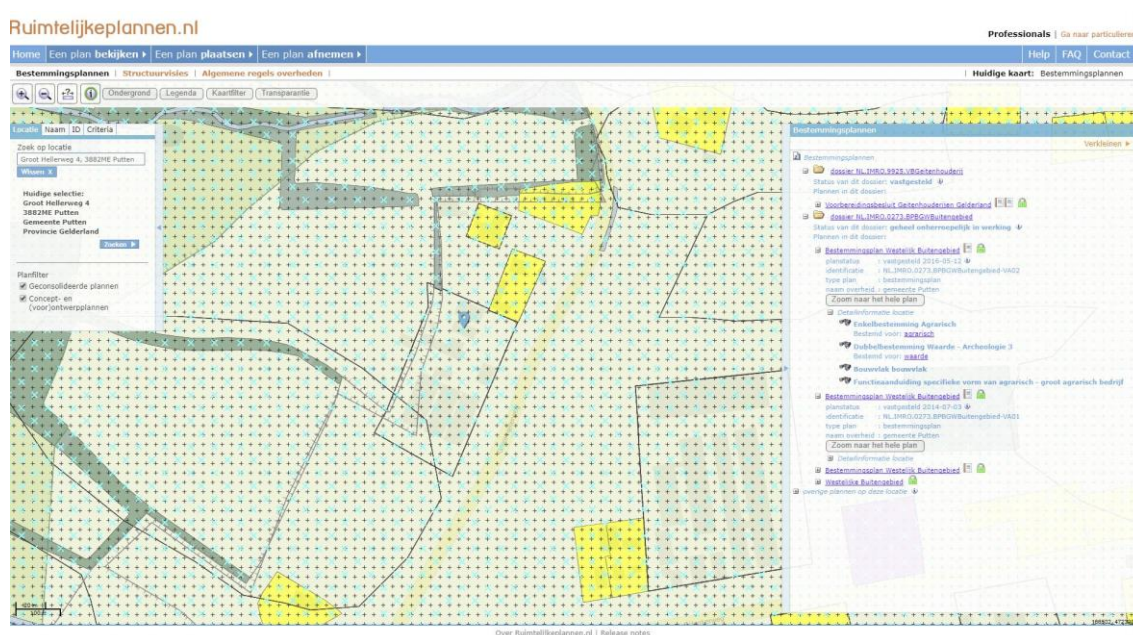 Ruimtelijkeplannen.nl
Professionals | Ga naar particulieren
Home Een plan bekijken Een plan plaatsen Een plan afnemen
Help FAQ Contact
Bestemmingsplannen | Structuurvisies | Algemene regels overheden |
| Huidige kaart: Bestemmingsplannen
Ondergrond Legenda Kaartfilter Transparantie
Locatie Naam ID Criteria
Zoek op locatie
Groot Hellerweg 4, 3882ME Putten
Wissen X
Huidige selectie:
Groot Hellerweg 4
3882ME Putten
Gemeente Putten
Provincie Gelderland
Zoeken
Planfilter
Geconsolideerde plannen
Concept- en
(voor)ontwerpplannen
Bestemmingsplannen
Verkleinen
Bestemmingsplannen
dossier NL.IMRO.9925.VBGeitenhouderij
Status van dit dossier: vastgesteld
Plannen in dit dossier:
Voorbereidingsbesluit Geitenhouderijen Gelderland
dossier NL.IMRO.0273.BPBGWBuitengebied
Status van dit dossier: geheel onherroepelijk in werking
Plannen in dit dossier:
Bestemmingsplan Westelijk Buitengebied
planstatus : vastgesteld 2016-05-12
identificatie : NL.IMRO.0273.BPBGWBuitengebied-VA02
type plan : bestemmingsplan
naam overheid : gemeente Putten
Zoom naar het hele plan
Detailinformatie locatie
Enkelbestemming Agrarisch
Bestemd voor: agrarisch
Dubbelbestemming Waarde - Archeologie 3
Bestemd voor: waarde
Bouwvlak bouwvlak
Functieaanduiding specifieke vorm van agrarisch - groot agrarisch bedrijf
Bestemmingsplan Westelijk Buitengebied
planstatus : vastgesteld 2014-07-03
identificatie : NL.IMRO.0273.BPBGWBuitengebied-VA01
type plan : bestemmingsplan
naam overheid : gemeente Putten
Zoom naar het hele plan
Detailinformatie locatie
Bestemmingsplan Westelijk Buitengebied
Westelijke Buitengebied
overige plannen op deze locatie
Over Ruimtelijkeplannen.nl | Release notes